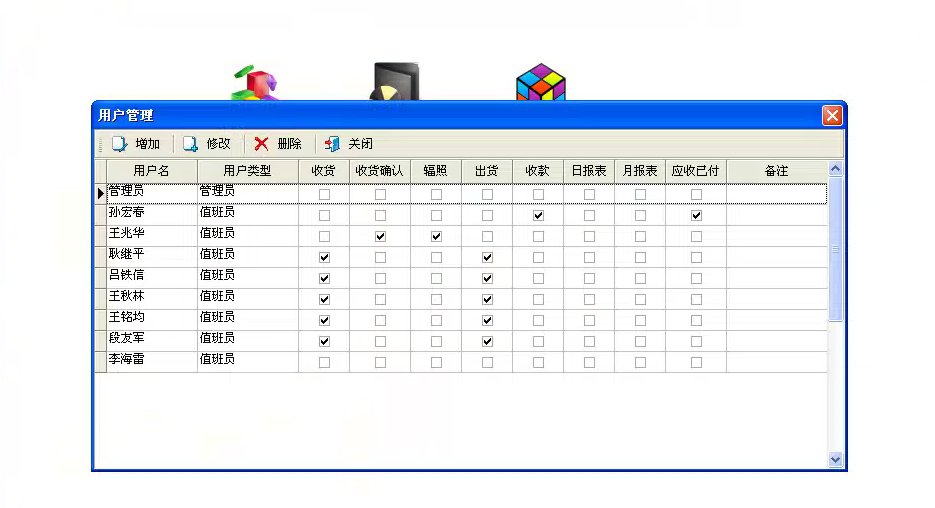 用户管理
增加 修改 删除 关闭
用户名 用户类型 收货 收货确认 辐照 出货 收款 日报表 月报表 应收已付 备注
管理员 管理员
孙宏春 值班员
王兆华 值班员
耿继平 值班员
吕铁信 值班员
王秋林 值班员
王铭均 值班员
段友军 值班员
李海雷 值班员